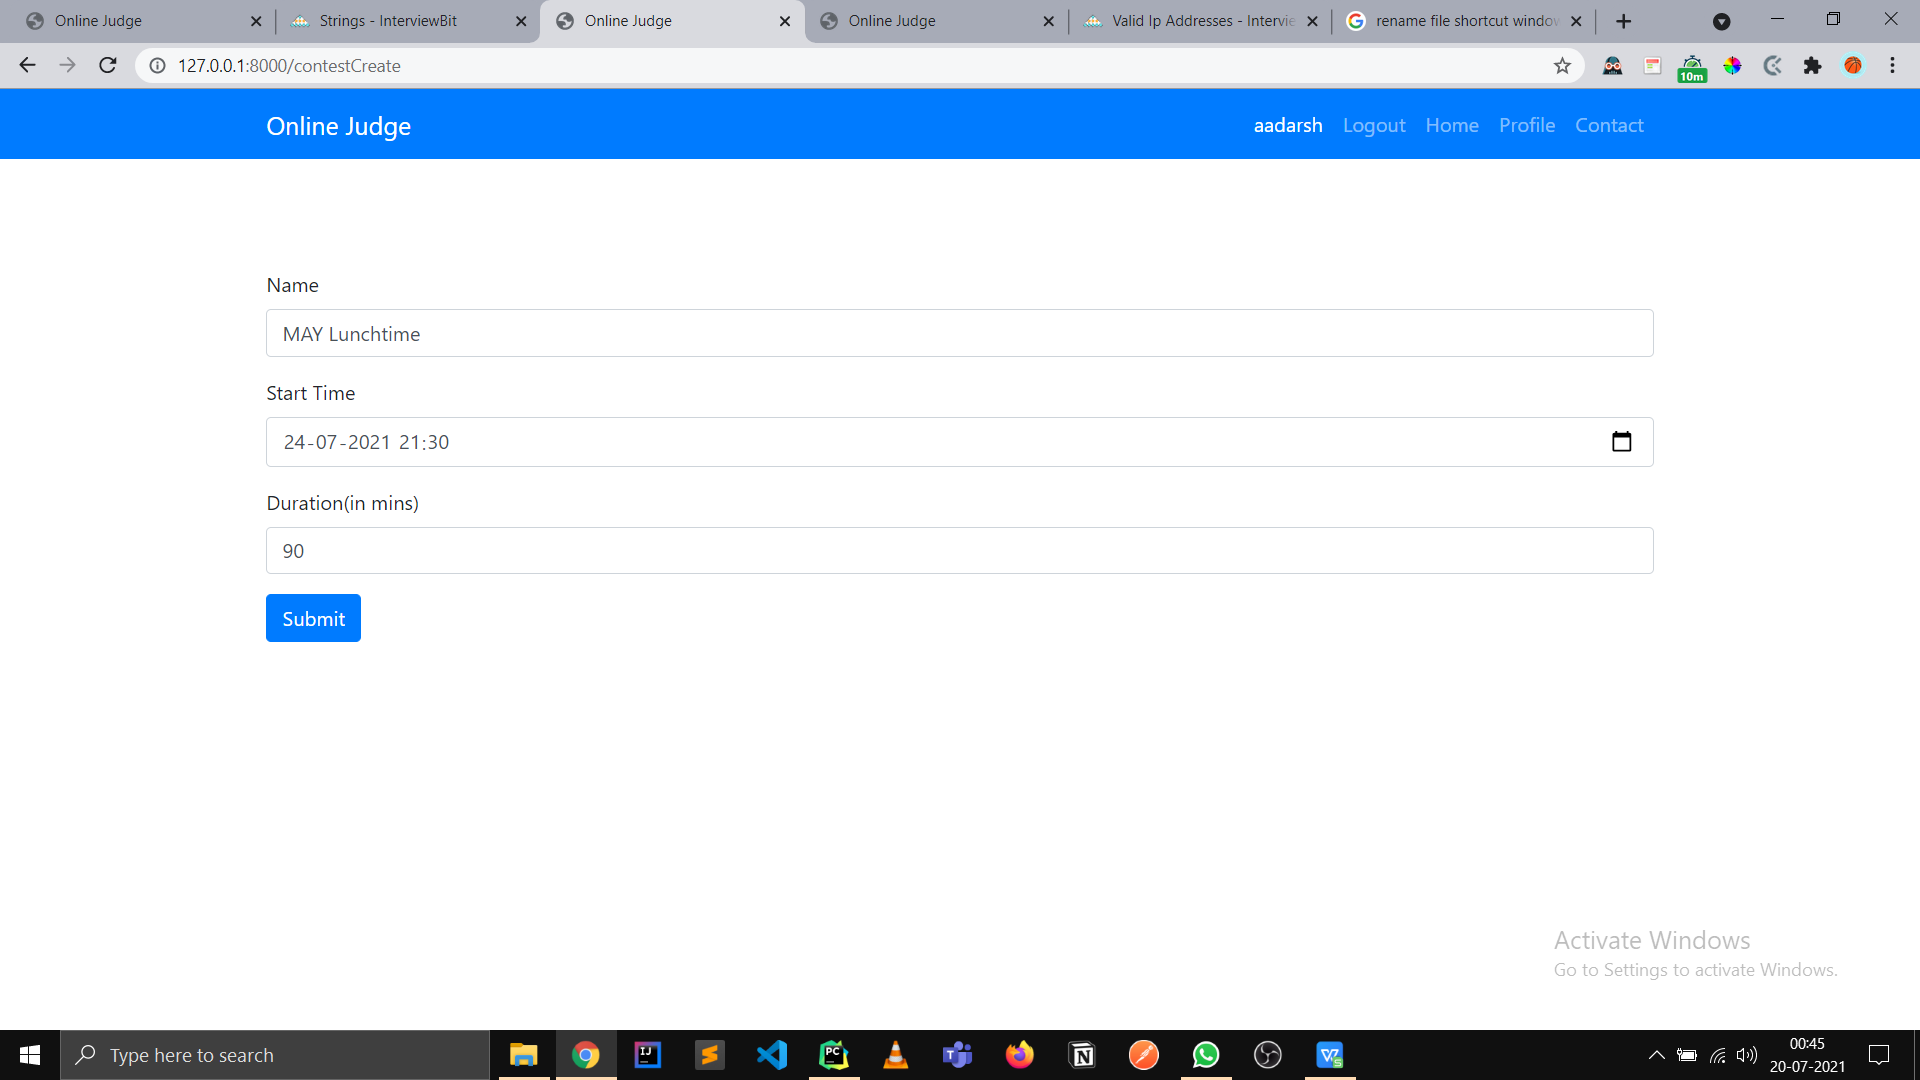 Online Judge
Strings - InterviewBit
Online Judge
Online Judge
Valid Ip Addresses - Intervie
rename file shortcut window
127.0.0.1:8000/contestCreate
10m
Online Judge
aadarsh
Logout
Home
Profile
Contact
Name
MAY Lunchtime
Start Time
24-07-2021 21:30
Duration(in mins)
90
Submit
Activate Windows
Go to Settings to activate Windows.
Type here to search
IJ
PC
T
00:45
20-07-2021